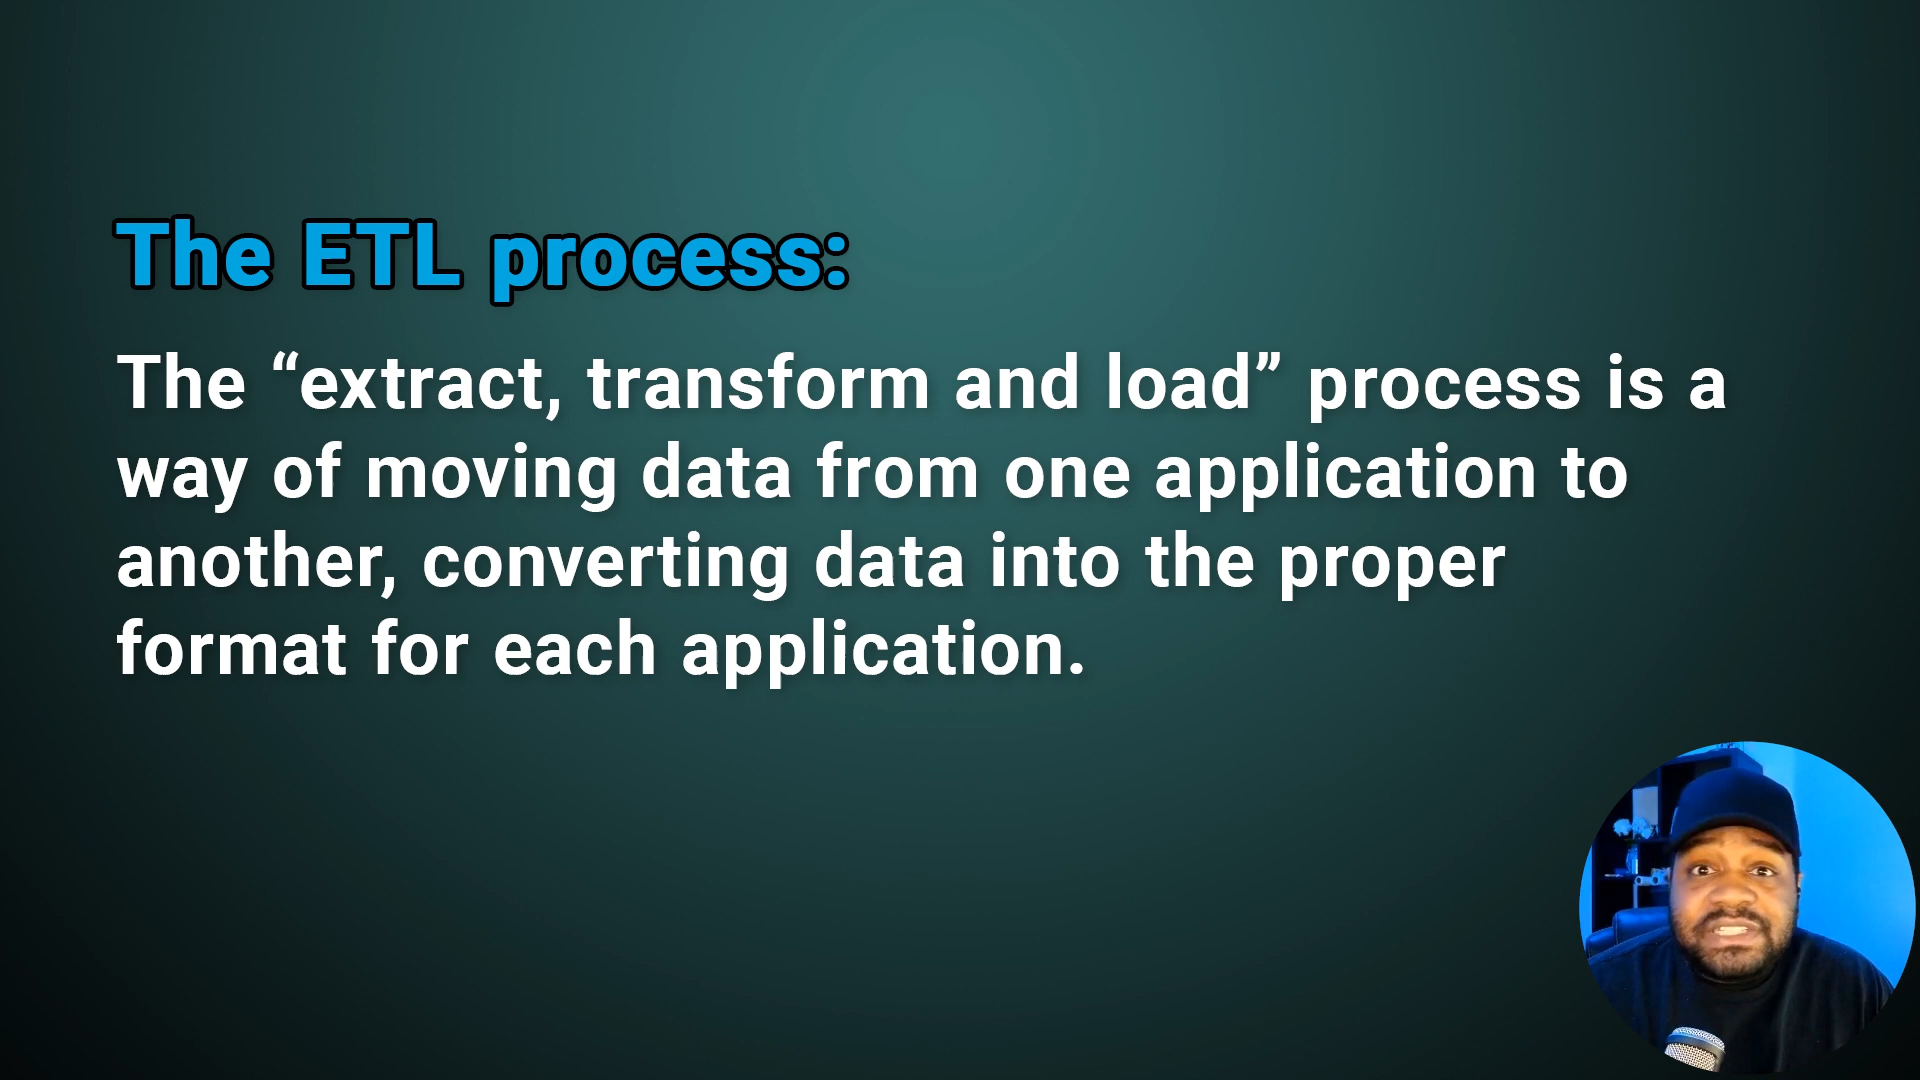 The ETL process:
The “extract, transform and load” process is a
way of moving data from one application to
another, converting data into the proper
format for each application.